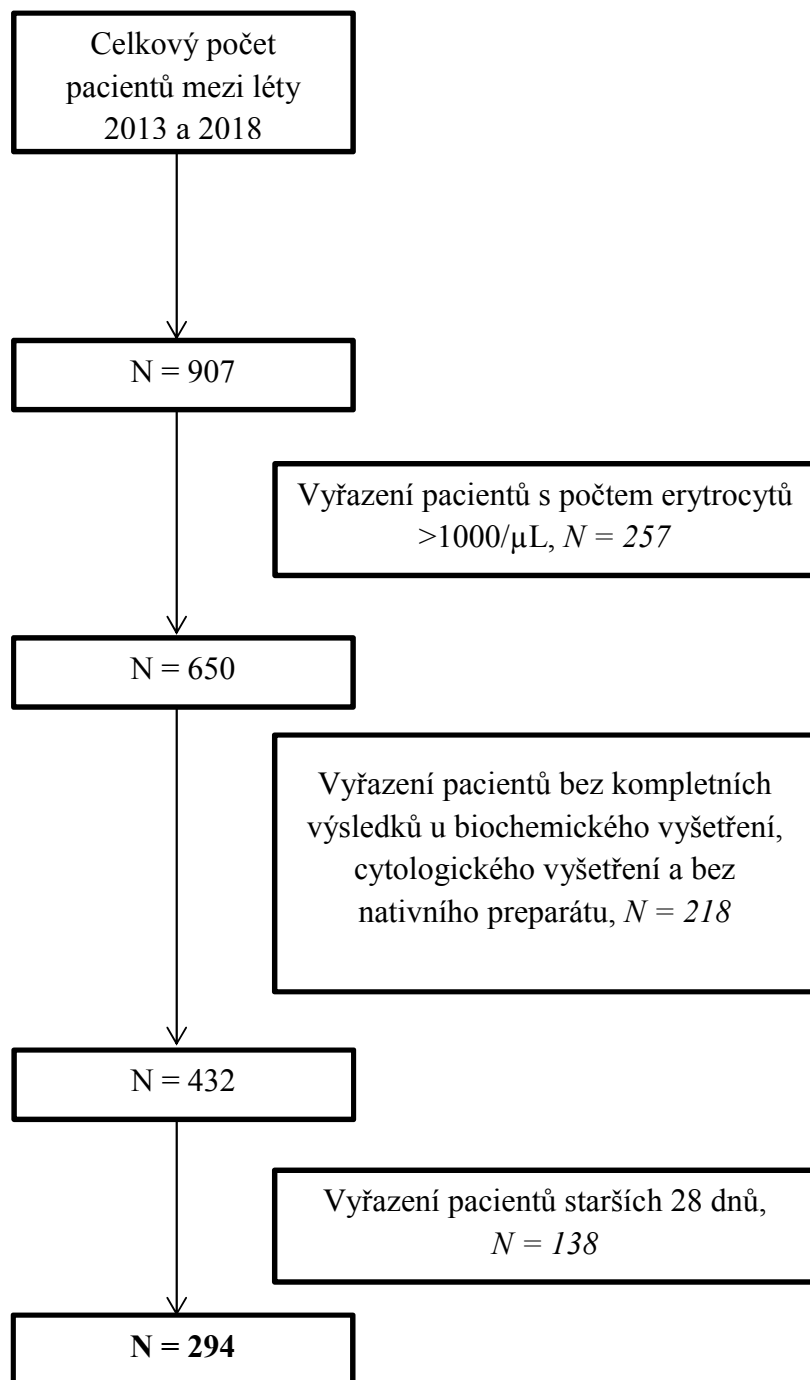 Celkový počet
pacientů mezi léty
2013 a 2018
N = 907
Vyřazení pacientů s počtem erytrocytů
>1000/µL, N = 257
N = 650
Vyřazení pacientů bez kompletních
výsledků u biochemického vyšetření,
cytologického vyšetření a bez
nativního preparátu, N = 218
N = 432
Vyřazení pacientů starších 28 dnů,
N = 138
N = 294